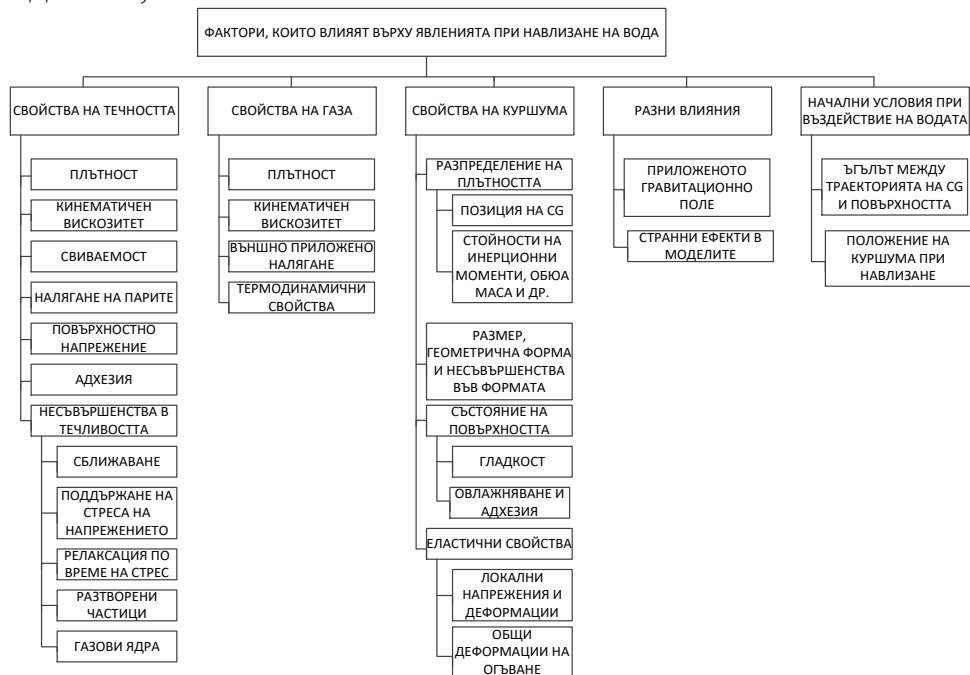 ФАКТОРИ, КОИТО ВЛИЯЯТ ВЪРХУ ЯВЛЕНИЯТА ПРИ НАВЛИЗАНЕ НА ВОДА
СВОЙСТВА НА ТЕЧНОСТТА
ПЛЪТНОСТ
КИНЕМАТИЧЕН
ВИСКОЗИТЕТ
СВИВАЕМОСТ
НАЛЯГАНЕ НА ПАРИТЕ
ПОВЪРХНОСТНО
НАПРЕЖЕНИЕ
АДХЕЗИЯ
НЕСЪВЪРШЕНСТВА В
ТЕЧЛИВОСТТА
СБЛИЖАВАНЕ
ПОДДЪРЖАНЕ НА
СТРЕСА НА
НАПРЕЖЕНИЕТО
РЕЛАКСАЦИЯ ПО
ВРЕМЕ НА СТРЕС
РАЗТВОРЕНИ
ЧАСТИЦИ
ГАЗОВИ ЯДРА
СВОЙСТВА НА ГАЗА
ПЛЪТНОСТ
КИНЕМАТИЧЕН
ВИСКОЗИТЕТ
ВЪНШНО ПРИЛОЖЕНО
НАЛЯГАНЕ
ТЕРМОДИНАМИЧНИ
СВОЙСТВА
СВОЙСТВА НА КУРШУМА
РАЗПРЕДЕЛЕНИЕ НА
ПЛЪТНОСТТА
ПОЗИЦИЯ НА CG
СТОЙНОСТИ НА
ИНЕРЦИОННИ
МОМЕНТИ, ОБЮА
МАСА И ДР.
РАЗМЕР,
ГЕОМЕТРИЧНА ФОРМА
И НЕСЪВЪРШЕНСТВА
ВЪВ ФОРМАТА
СЪСТОЯНИЕ НА
ПОВЪРХНОСТТА
ГЛАДКОСТ
ОВЛАЖНЯВАНЕ И
АДХЕЗИЯ
ЕЛАСТИЧНИ СВОЙСТВА
ЛОКАЛНИ
НАПРЕЖЕНИЯ И
ДЕФОРМАЦИИ
ОБЩИ
ДЕФОРМАЦИИ НА
ОГЪВАНЕ
РАЗНИ ВЛИЯНИЯ
ПРИЛОЖЕНОТО
ГРАВИТАЦИОННО
ПОЛЕ
СТРАННИ ЕФЕКТИ В
МОДЕЛИТЕ
НАЧАЛНИ УСЛОВИЯ ПРИ
ВЪЗДЕЙСТВИЕ НА ВОДАТА
ЪГЪЛЪТ МЕЖДУ
ТРАЕКТОРИЯТА НА CG
И ПОВЪРХНОСТТА
ПОЛОЖЕНИЕ НА
КУРШУМА ПРИ
НАВЛИЗАНЕ